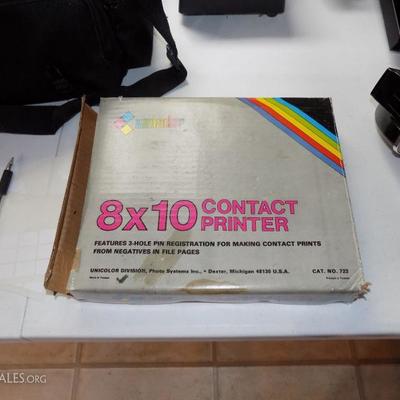 8x10 CONTACT PRINTER
FEATURES 3-HOLE PIN REGISTRATION FOR MAKING CONTACT PRINTS
FROM NEGATIVES IN FILE PAGES
UNICOLOR DIVISION, Photo Systems Inc., • Dexter, Michigan 48130 U.S.A. CAT. NO. 723
ALES.ORG